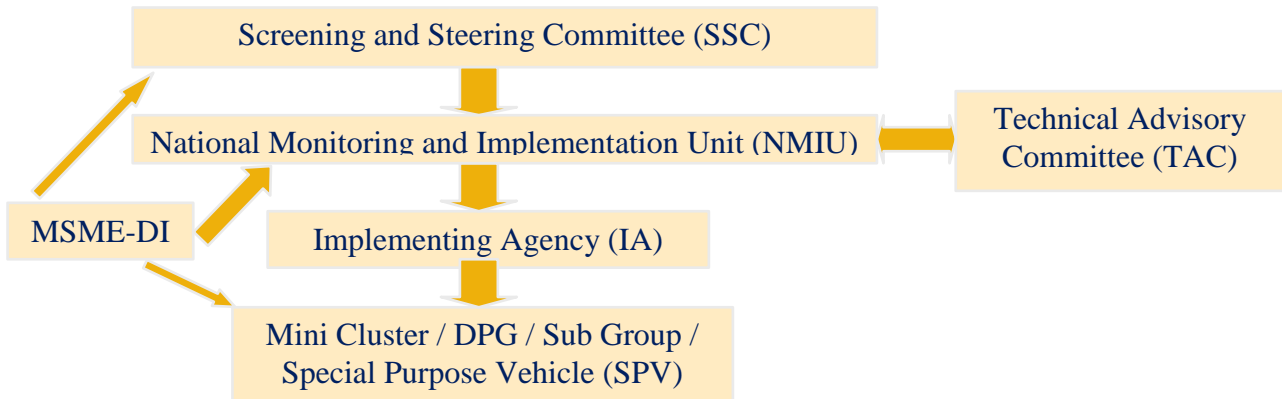 Screening and Steering Committee (SSC)
National Monitoring and Implementation Unit (NMIU)
Technical Advisory
Committee (TAC)
MSME-DI
Implementing Agency (IA)
Mini Cluster / DPG / Sub Group /
Special Purpose Vehicle (SPV)